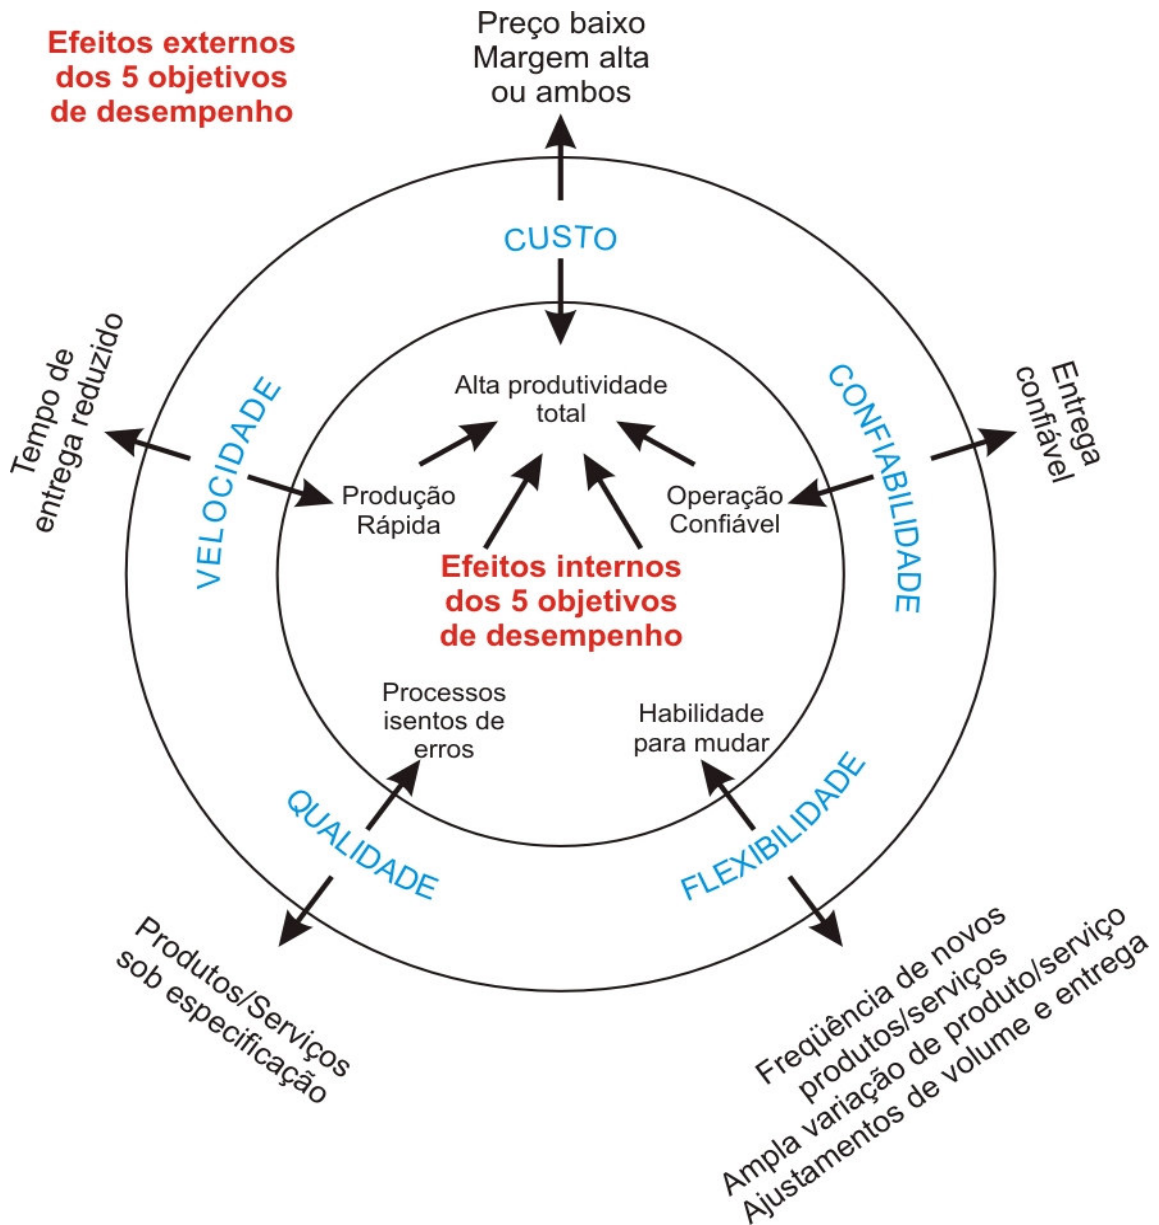 Efeitos externos
dos 5 objetivos
de desempenho
Preço baixo
Margem alta
ou ambos
CUSTO
Alta produtividade
total
VELOCIDADE
Tempo de
entrega reduzido
Produção
Rápida
Operação
Confiável
CONFIABILIDADE
Entrega
confiável
Efeitos internos
dos 5 objetivos
de desempenho
Processos
isentos de
erros
Habilidade
para mudar
QUALIDADE
FLEXIBILIDADE
Produtos/Serviços
sob especificação
Freqüência de novos
produtos/serviços
Ampla variação de produto/serviço
Ajustamentos de volume e entrega